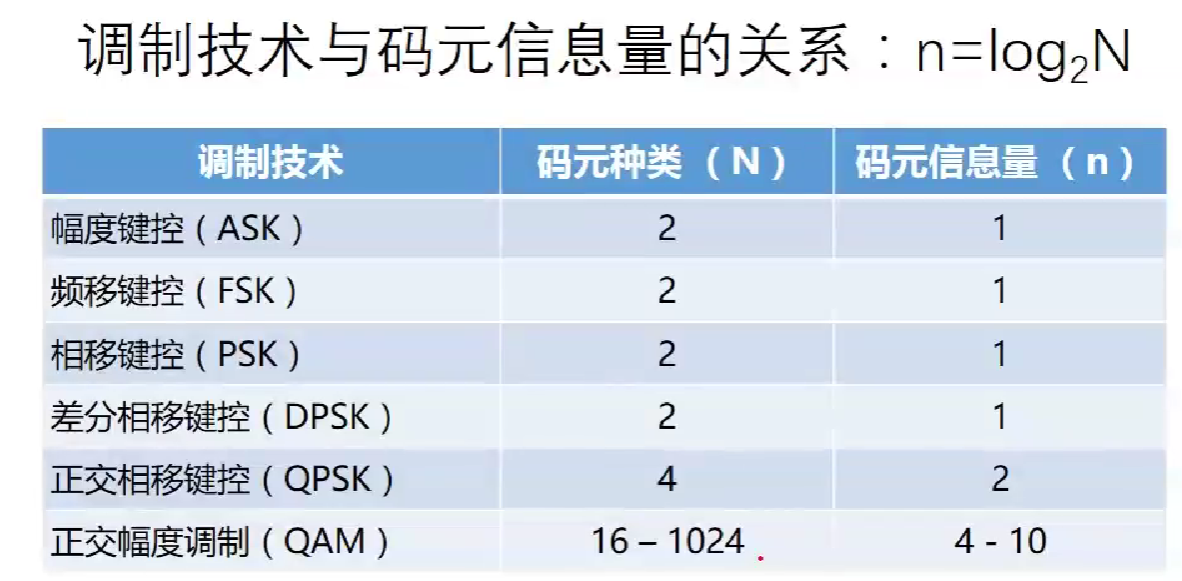 调制技术与码元信息量的关系：n=log₂N
调制技术 码元种类（N） 码元信息量（n）
幅度键控（ASK） 2 1
频移键控（FSK） 2 1
相移键控（PSK） 2 1
差分相移键控（DPSK） 2 1
正交相移键控（QPSK） 4 2
正交幅度调制（QAM） 16 – 1024 4 - 10